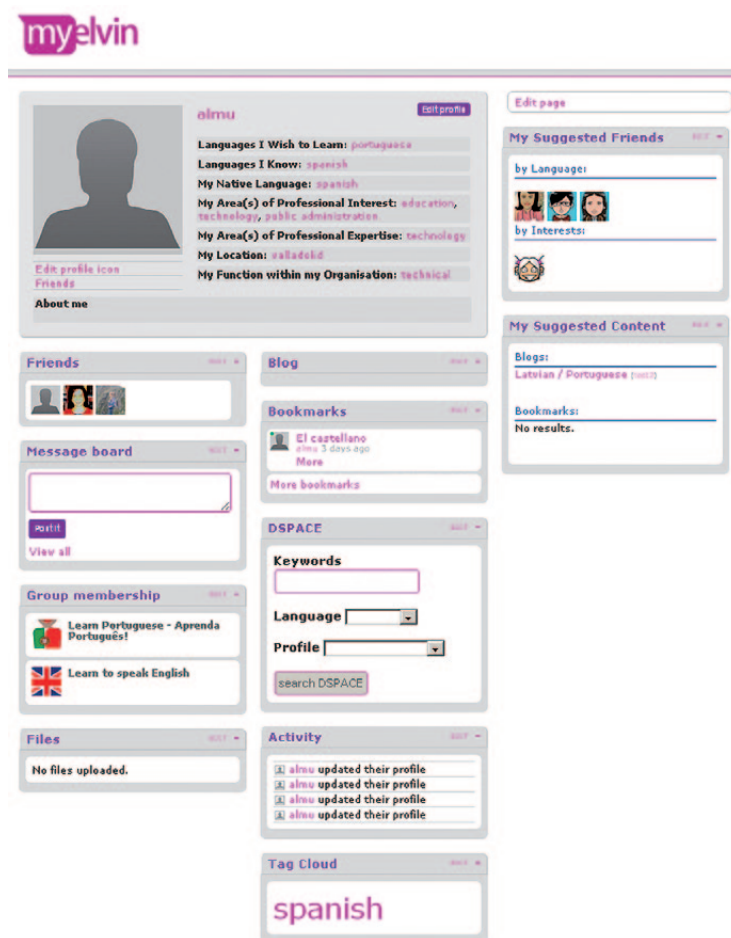 myelvin
almu
Edit profile
Languages I Wish to Learn: portuguese
Languages I Know: spanish
My Native Language: spanish
My Area(s) of Professional Interest: education,
technology, public administration
My Area(s) of Professional Expertise: technology
My Location: valladolid
My Function within my Organisation: technical
Edit profile icon
Friends
About me
Friends
Message board
Post it
View all
Group membership
Learn Portuguese - Aprenda
Português!
Learn to speak English
Files
No files uploaded.
Blog
Bookmarks
El castellano
almu 3 days ago
More
More bookmarks
DSPACE
Keywords
Language
Profile
search DSPACE
Activity
almu updated their profile
almu updated their profile
almu updated their profile
almu updated their profile
Tag Cloud
spanish
Edit page
My Suggested Friends
by Language:
by Interests:
My Suggested Content
Blogs:
Latvian / Portuguese
Bookmarks:
No results.